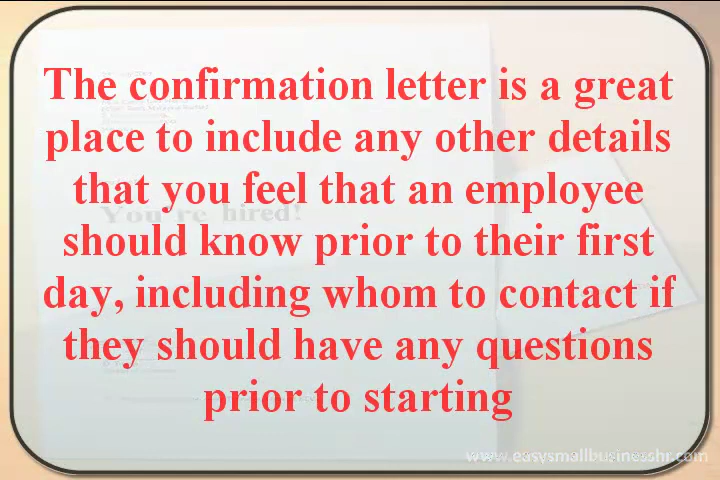 The confirmation letter is a great
place to include any other details
that you feel that an employee
You're hired!
should know prior to their first
day, including whom to contact if
they should have any questions
prior to starting
www.easysmallbusinesshr.com